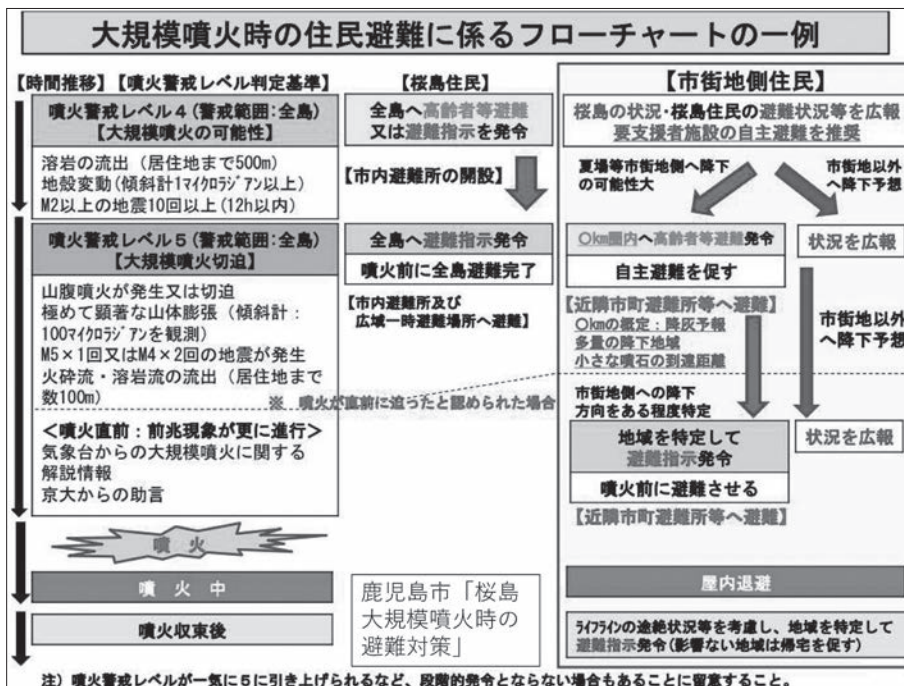 大規模噴火時の住民避難に係るフローチャートの一例
【時間推移】【噴火警戒レベル判定基準】
【桜島住民】
【市街地側住民】
噴火警戒レベル4(警戒範囲:全島)
【大規模噴火の可能性】
溶岩の流出(居住地まで500m)
地殻変動(傾斜計1マイクロラジアン以上)
M2以上の地震10回以上(12h以内)
全島へ高齢者等避難
又は避難指示を発令
【市内避難所の開設】
桜島の状況・桜島住民の避難状況等を広報
要支援者施設の自主避難を推奨
夏場等市街地側へ降下
の可能性大
市街地以外
へ降下予想
噴火警戒レベル5(警戒範囲:全島)
【大規模噴火切迫】
山腹噴火が発生又は切迫
極めて顕著な山体膨張(傾斜計:
100マイクロラジアンを観測)
M5×1回又はM4×2回の地震が発生
火砕流・溶岩流の流出(居住地まで
数100m)
<噴火直前:前兆現象が更に進行>
気象台からの大規模噴火に関する
解説情報
京大からの助言
全島へ避難指示発令
噴火前に全島避難完了
【市内避難所及び
広域一時避難場所へ避難】
※ 噴火が直前に迫ったと認められた場合
〇km圏内へ高齢者等避難発令
自主避難を促す
【近隣市町避難所等へ避難】
〇kmの概定:降灰予報
多量の降下地域
小さな噴石の到達距離
状況を広報
市街地以外
へ降下予想
市街地側への降下
方向をある程度特定
地域を特定して
避難指示発令
噴火前に避難させる
【近隣市町避難所等へ避難】
状況を広報
噴火
噴火中
屋内退避
噴火収束後
鹿児島市「桜島
大規模噴火時の
避難対策」
ライフラインの途絶状況等を考慮し、地域を特定して
避難指示発令(影響ない地域は帰宅を促す)
注)噴火警戒レベルが一気に5に引き上げられるなど、段階的発令とならない場合もあることに留意すること。